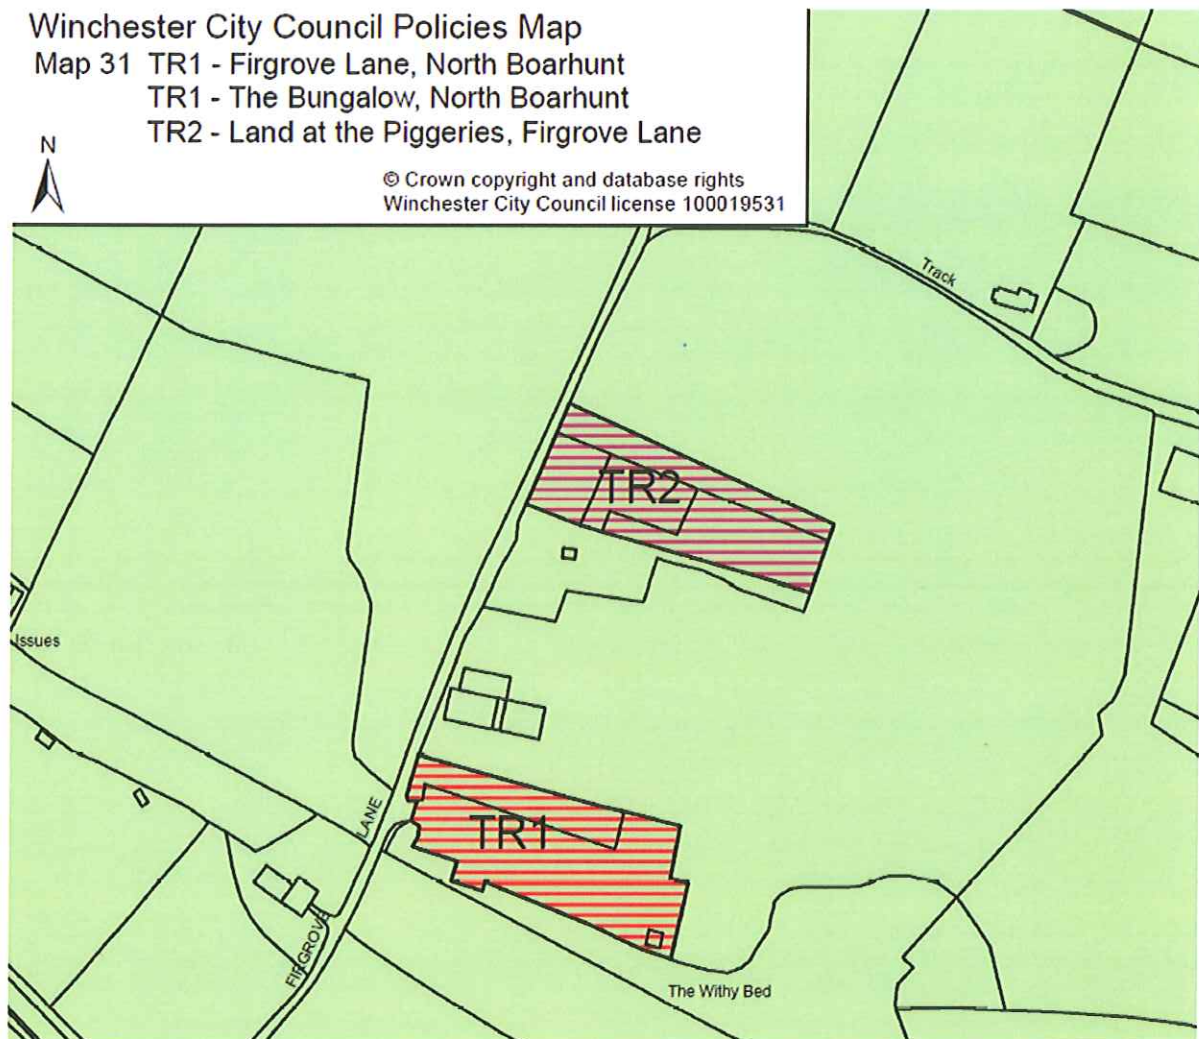 Winchester City Council Policies Map
Map 31 TR1 - Firgrove Lane, North Boarhunt
TR1 - The Bungalow, North Boarhunt
TR2 - Land at the Piggeries, Firgrove Lane
N
© Crown copyright and database rights
Winchester City Council license 100019531
Track
TR2
Issues
LANE
TR1
FIRGROVE
The Withy Bed